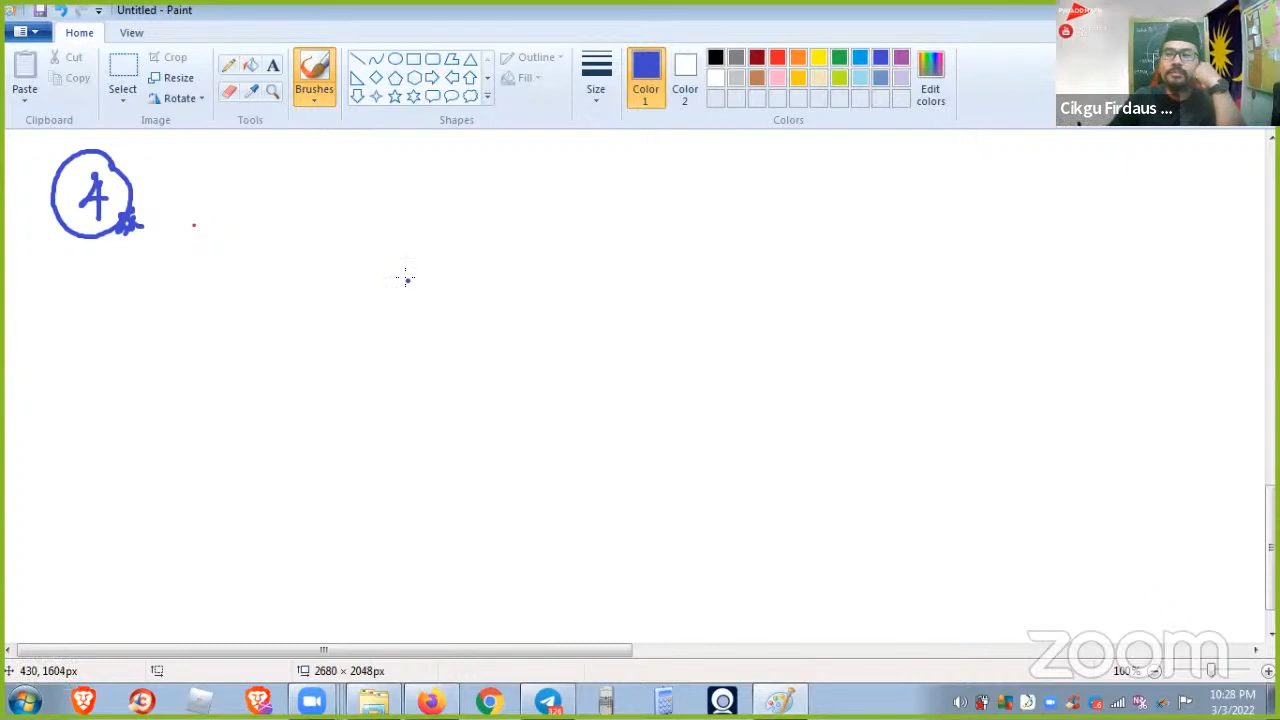 Untitled - Paint
Home View
Paste
Cut
Copy
Clipboard
Select
Crop
Resize
Rotate
Image
Tools
Brushes
Shapes
Outline
Fill
Size
Color 1
Color 2
Colors
Edit colors
Cikgu Firdaus ...
4
zoom
430, 1604px
2680 × 2048px
100%
126
10:28 PM
3/3/2022